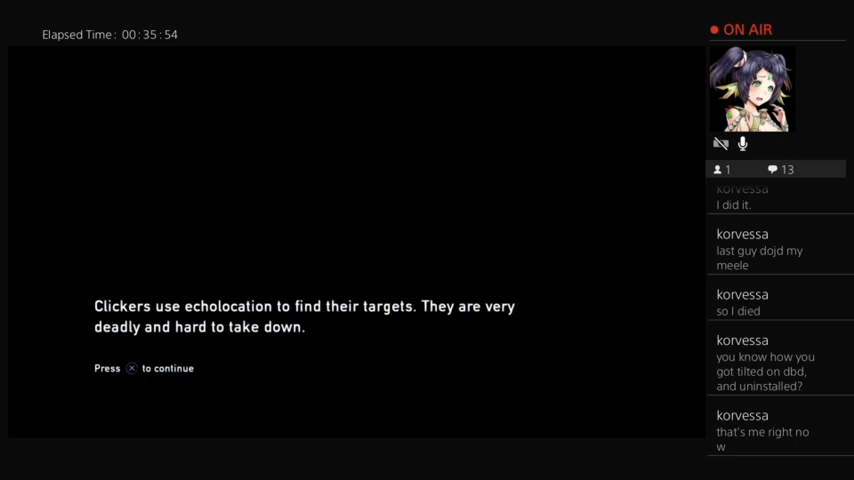 Elapsed Time: 00:35:54
ON AIR
1 13
korvessa
I did it.
korvessa
last guy dojd my
meele
korvessa
so I died
korvessa
you know how you
got tilted on dbd,
and uninstalled?
korvessa
that's me right no
w
Clickers use echolocation to find their targets. They are very
deadly and hard to take down.
Press ⓧ to continue